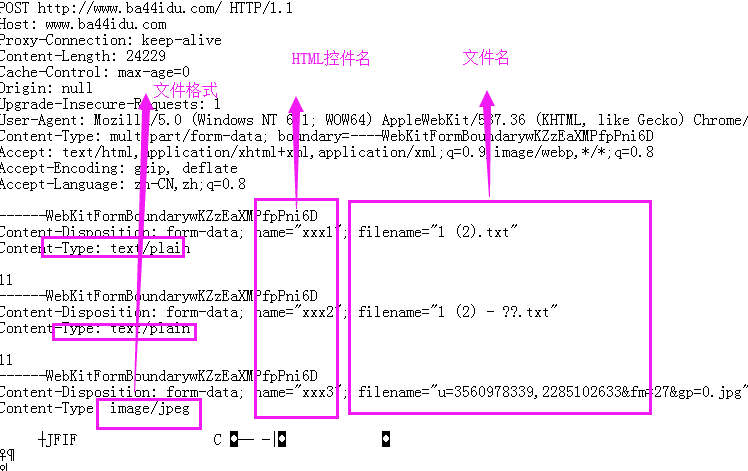 POST http://www.ba44idu.com/ HTTP/1.1
Host: www.ba44idu.com
Proxy-Connection: keep-alive
Content-Length: 24229
Cache-Control: max-age=0
Origin: null
Upgrade-Insecure-Requests: 1
HTML控件名
文件名
文件格式
User-Agent: Mozilla/5.0 (Windows NT 6.1; WOW64) AppleWebKit/537.36 (KHTML, like Gecko) Chrome/
Content-Type: multipart/form-data; boundary=----WebKitFormBoundarywKZzEaXMPfpPni6D
Accept: text/html,application/xhtml+xml,application/xml;q=0.9,image/webp,*/*;q=0.8
Accept-Encoding: gzip, deflate
Accept-Language: zh-CN,zh;q=0.8
------WebKitFormBoundarywKZzEaXMPfpPni6D
Content-Disposition: form-data; name="xxx1"; filename="1 (2).txt"
Content-Type: text/plain
11
------WebKitFormBoundarywKZzEaXMPfpPni6D
Content-Disposition: form-data; name="xxx2"; filename="1 (2) - ??.txt"
Content-Type: text/plain
11
------WebKitFormBoundarywKZzEaXMPfpPni6D
Content-Disposition: form-data; name="xxx3"; filename="u=3560978339,2285102633&fm=27&gp=0.jpg"
Content-Type: image/jpeg
JFIF C